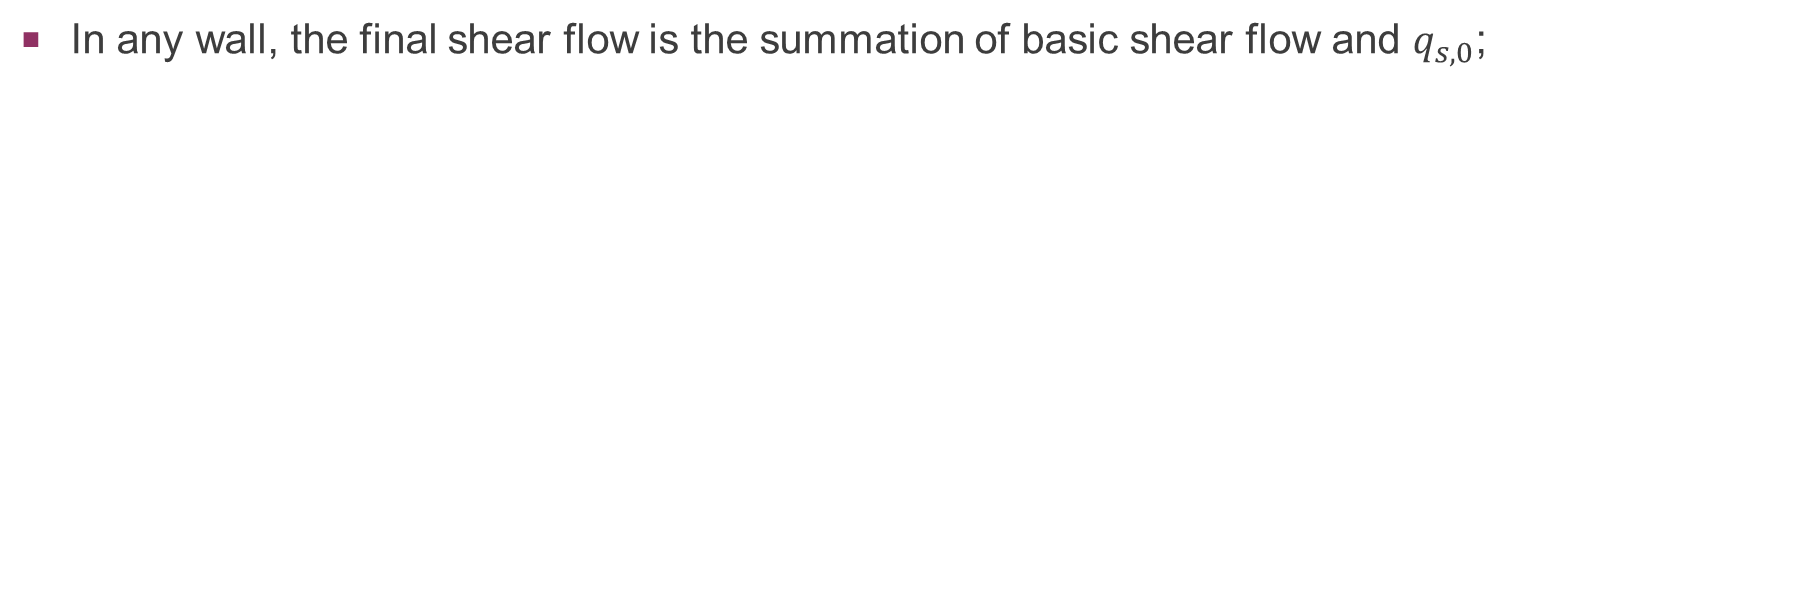 ▪ In any wall, the final shear flow is the summation of basic shear flow and $q_{s,0}$;